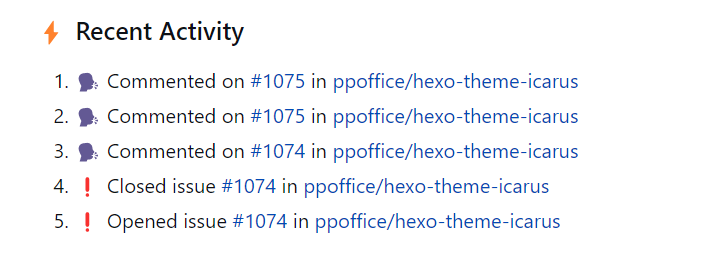 ⚡ Recent Activity
1. 🗣 Commented on #1075 in ppoffice/hexo-theme-icarus
2. 🗣 Commented on #1075 in ppoffice/hexo-theme-icarus
3. 🗣 Commented on #1074 in ppoffice/hexo-theme-icarus
4. ❗ Closed issue #1074 in ppoffice/hexo-theme-icarus
5. ❗ Opened issue #1074 in ppoffice/hexo-theme-icarus